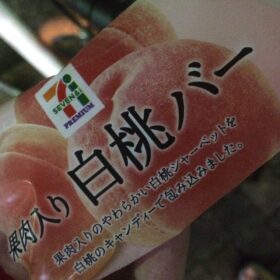 7
SEVEN&i
PREMIUM
果肉入り 白桃バー
果肉入りのやわらかい白桃シャーベットを
白桃のキャンディーで包み込みました。